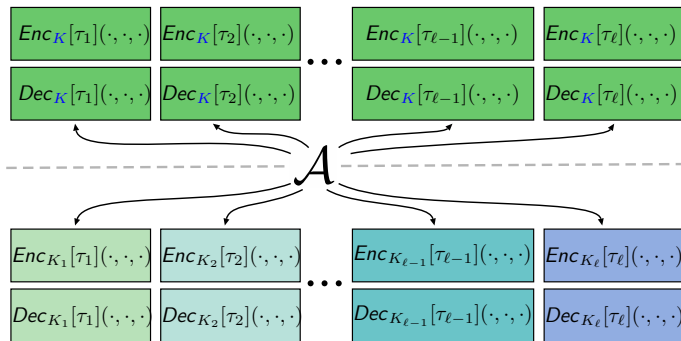 Enc_K[τ_1](·,·,·) Enc_K[τ_2](·,·,·) ••• Enc_K[τ_{ℓ−1}](·,·,·) Enc_K[τ_ℓ](·,·,·)
Dec_K[τ_1](·,·,·) Dec_K[τ_2](·,·,·) Dec_K[τ_{ℓ−1}](·,·,·) Dec_K[τ_ℓ](·,·,·)
𝒜
Enc_{K_1}[τ_1](·,·,·) Enc_{K_2}[τ_2](·,·,·) ••• Enc_{K_{ℓ−1}}[τ_{ℓ−1}](·,·,·) Enc_{K_ℓ}[τ_ℓ](·,·,·)
Dec_{K_1}[τ_1](·,·,·) Dec_{K_2}[τ_2](·,·,·) Dec_{K_{ℓ−1}}[τ_{ℓ−1}](·,·,·) Dec_{K_ℓ}[τ_ℓ](·,·,·)